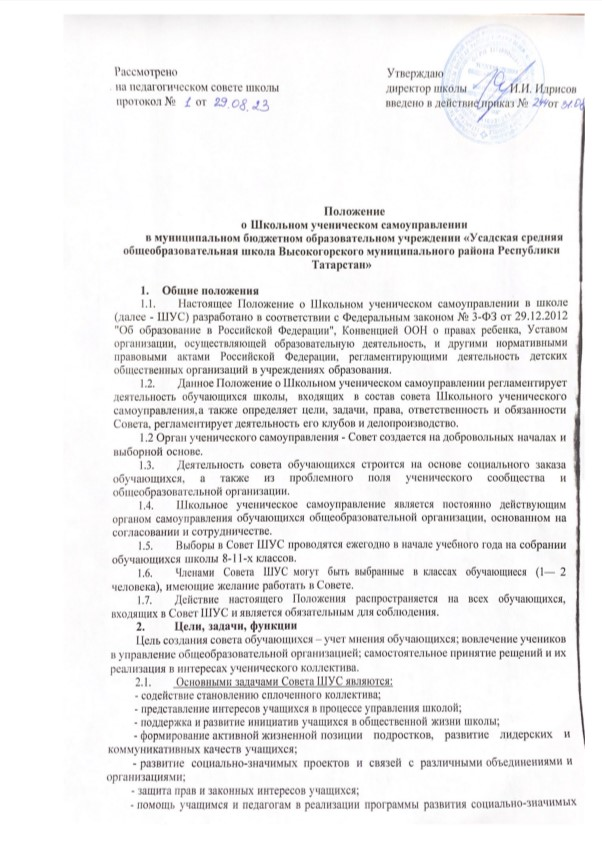 Рассмотрено
на педагогическом совете школы
протокол № 1 от 29.08.23
Утверждаю
директор школы И.И. Идрисов
введено в действие приказ № от 31.08
Положение
о Школьном ученическом самоуправлении
в муниципальном бюджетном образовательном учреждении «Усадская средняя
общеобразовательная школа Высокогорского муниципального района Республики
Татарстан»
1. Общие положения
1.1. Настоящее Положение о Школьном ученическом самоуправлении в школе
(далее - ШУС) разработано в соответствии с Федеральным законом № 3-ФЗ от 29.12.2012
"Об образование в Российской Федерации", Конвенцией ООН о правах ребенка, Уставом
организации, осуществляющей образовательную деятельность, и другими нормативными
правовыми актами Российской Федерации, регламентирующими деятельность детских
общественных организаций в учреждениях образования.
1.2. Данное Положение о Школьном ученическом самоуправлении регламентирует
деятельность обучающихся школы, входящих в состав совета Школьного ученического
самоуправления,а также определяет цели, задачи, права, ответственность и обязанности
Совета, регламентирует деятельность его клубов и делопроизводство.
1.2 Орган ученического самоуправления - Совет создается на добровольных началах и
выборной основе.
1.3. Деятельность совета обучающихся строится на основе социального заказа
обучающихся, а также из проблемного поля ученического сообщества и
общеобразовательной организации.
1.4. Школьное ученическое самоуправление является постоянно действующим
органом самоуправления обучающихся общеобразовательной организации, основанном на
согласовании и сотрудничестве.
1.5. Выборы в Совет ШУС проводятся ежегодно в начале учебного года на собрании
обучающихся школы 8-11-х классов.
1.6. Членами Совета ШУС могут быть выбранные в классах обучающиеся (1— 2
человека), имеющие желание работать в Совете.
1.7. Действие настоящего Положения распространяется на всех обучающихся,
входящих в Совет ШУС и является обязательным для соблюдения.
2. Цели, задачи, функции
Цель создания совета обучающихся – учет мнения обучающихся; вовлечение учеников
в управление общеобразовательной организацией; самостоятельное принятие решений и их
реализация в интересах ученического коллектива.
2.1. Основными задачами Совета ШУС являются:
- содействие становлению сплоченного коллектива;
- представление интересов учащихся в процессе управления школой;
- поддержка и развитие инициатив учащихся в общественной жизни школы;
- формирование активной жизненной позиции подростков, развитие лидерских и
коммуникативных качеств учащихся;
- развитие социально-значимых проектов и связей с различными объединениями и
организациями;
- защита прав и законных интересов учащихся;
- помощь учащимся и педагогам в реализации программы развития социально-значимых